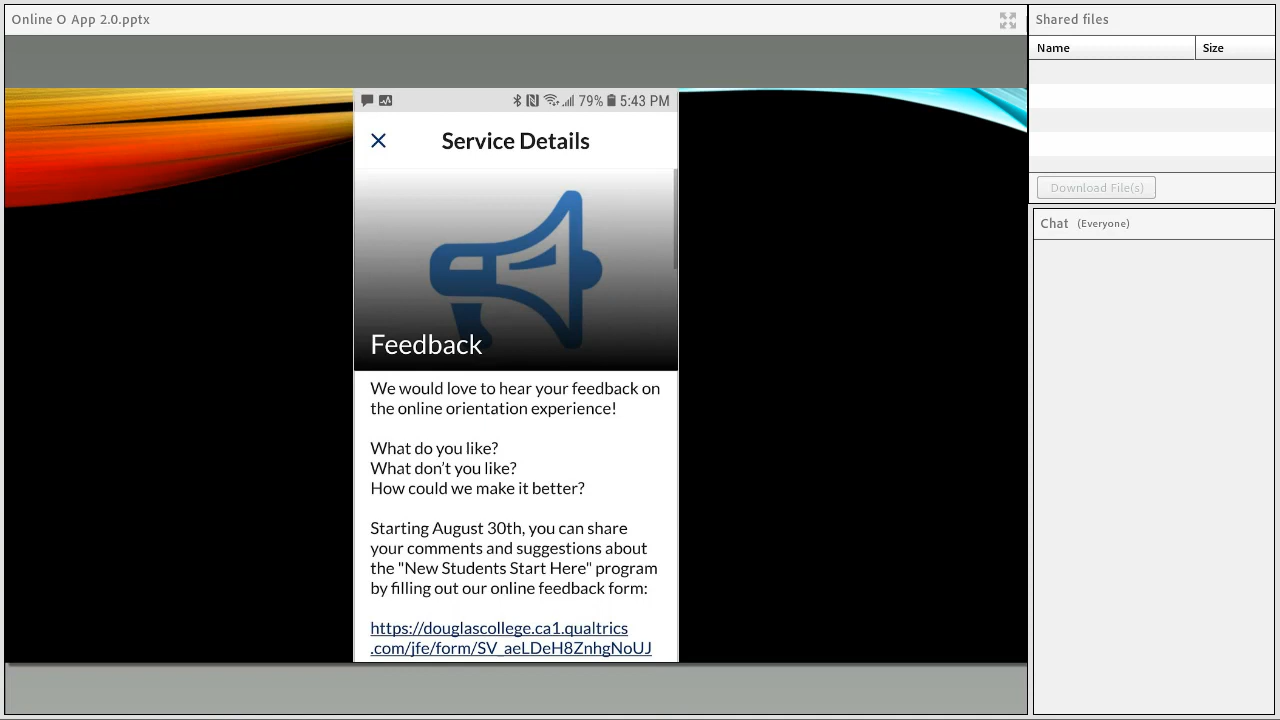 Online O App 2.0.pptx
Shared files
Name
Size
Download File(s)
Chat (Everyone)
79% 5:43 PM
Service Details
Feedback
We would love to hear your feedback on
the online orientation experience!
What do you like?
What don't you like?
How could we make it better?
Starting August 30th, you can share
your comments and suggestions about
the "New Students Start Here" program
by filling out our online feedback form:
https://douglascollege.ca1.qualtrics
.com/jfe/form/SV_aeLDeH8ZnhgNoUJ